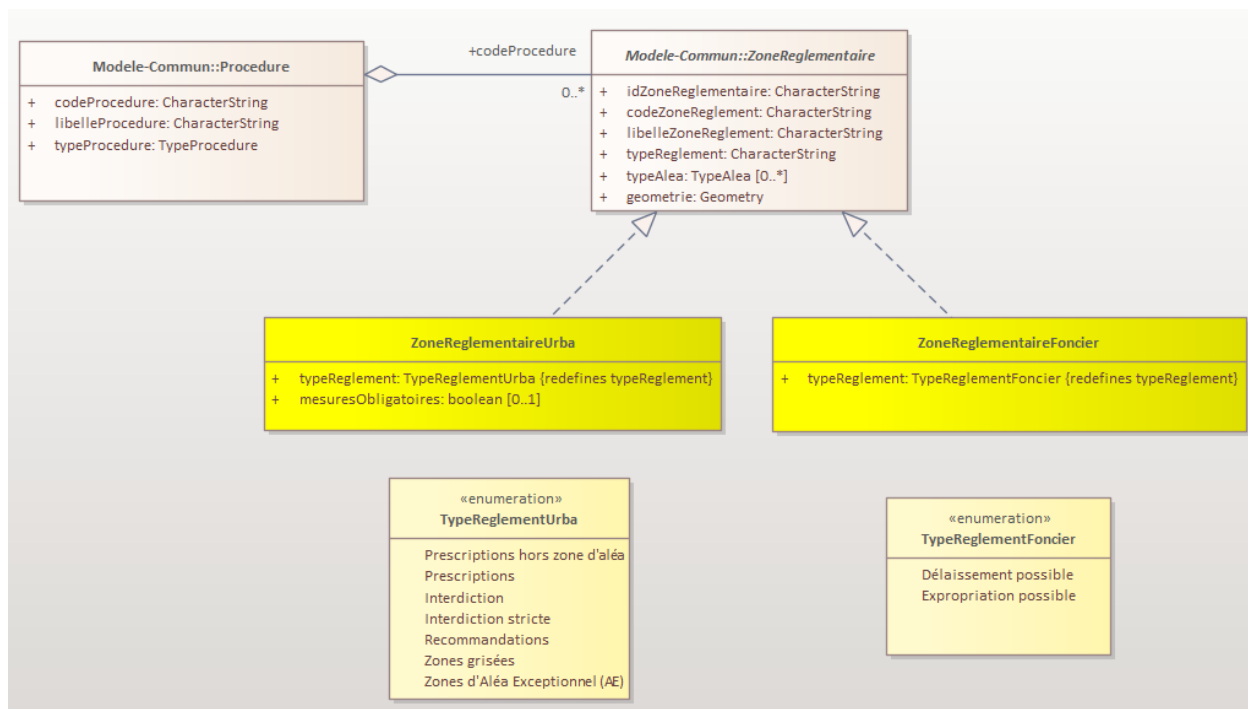 Modele-Commun::Procedure
+ codeProcedure: CharacterString
+ libelleProcedure: CharacterString
+ typeProcedure: TypeProcedure
+codeProcedure
0..*
Modele-Commun::ZoneReglementaire
+ idZoneReglementaire: CharacterString
+ codeZoneReglement: CharacterString
+ libelleZoneReglement: CharacterString
+ typeReglement: CharacterString
+ typeAlea: TypeAlea [0..*]
+ geometrie: Geometry
ZoneReglementaireUrba
+ typeReglement: TypeReglementUrba {redefines typeReglement}
+ mesuresObligatoires: boolean [0..1]
ZoneReglementaireFoncier
+ typeReglement: TypeReglementFoncier {redefines typeReglement}
«enumeration»
TypeReglementUrba
Prescriptions hors zone d'aléa
Prescriptions
Interdiction
Interdiction stricte
Recommandations
Zones grisées
Zones d'Aléa Exceptionnel (AE)
«enumeration»
TypeReglementFoncier
Délaissement possible
Expropriation possible